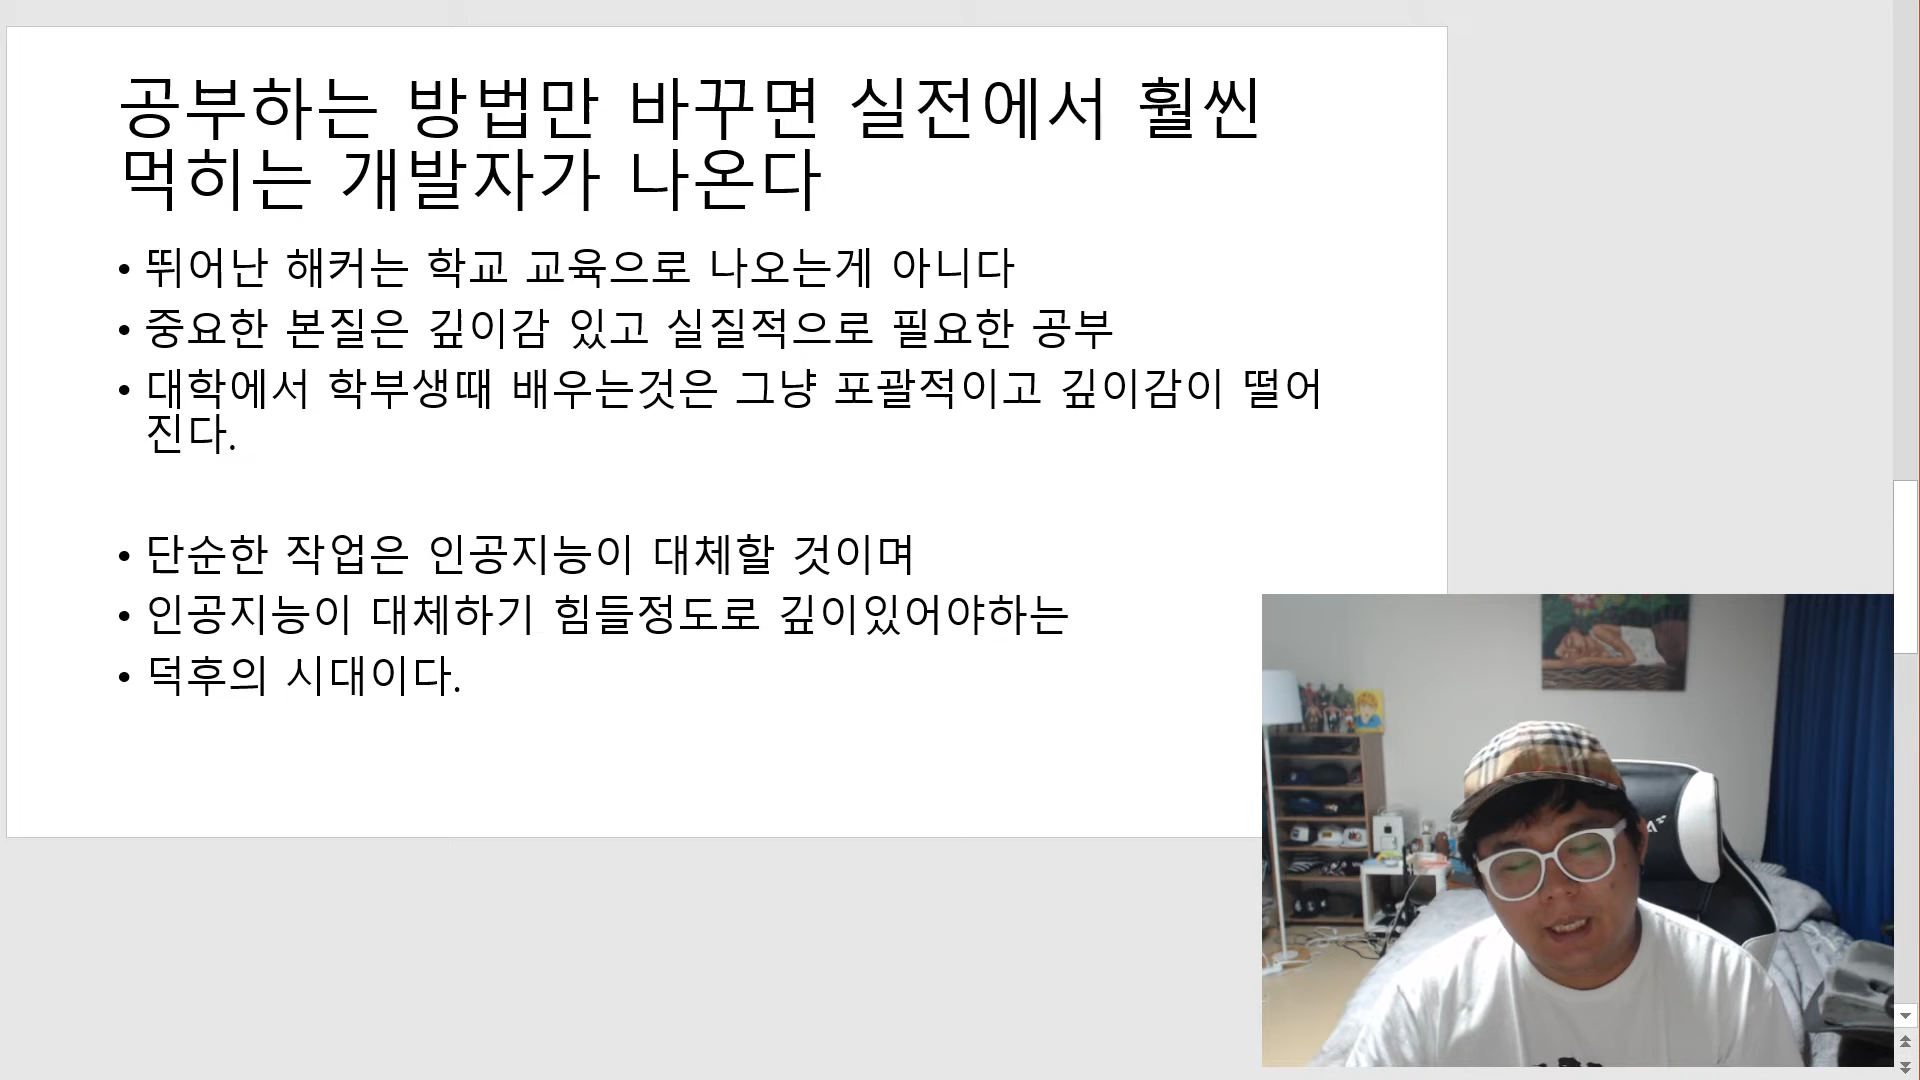 공부하는 방법만 바꾸면 실전에서 훨씬
먹히는 개발자가 나온다
• 뛰어난 해커는 학교 교육으로 나오는게 아니다
• 중요한 본질은 깊이감 있고 실질적으로 필요한 공부
• 대학에서 학부생때 배우는것은 그냥 포괄적이고 깊이감이 떨어
진다.
• 단순한 작업은 인공지능이 대체할 것이며
• 인공지능이 대체하기 힘들정도로 깊이있어야하는
• 덕후의 시대이다.